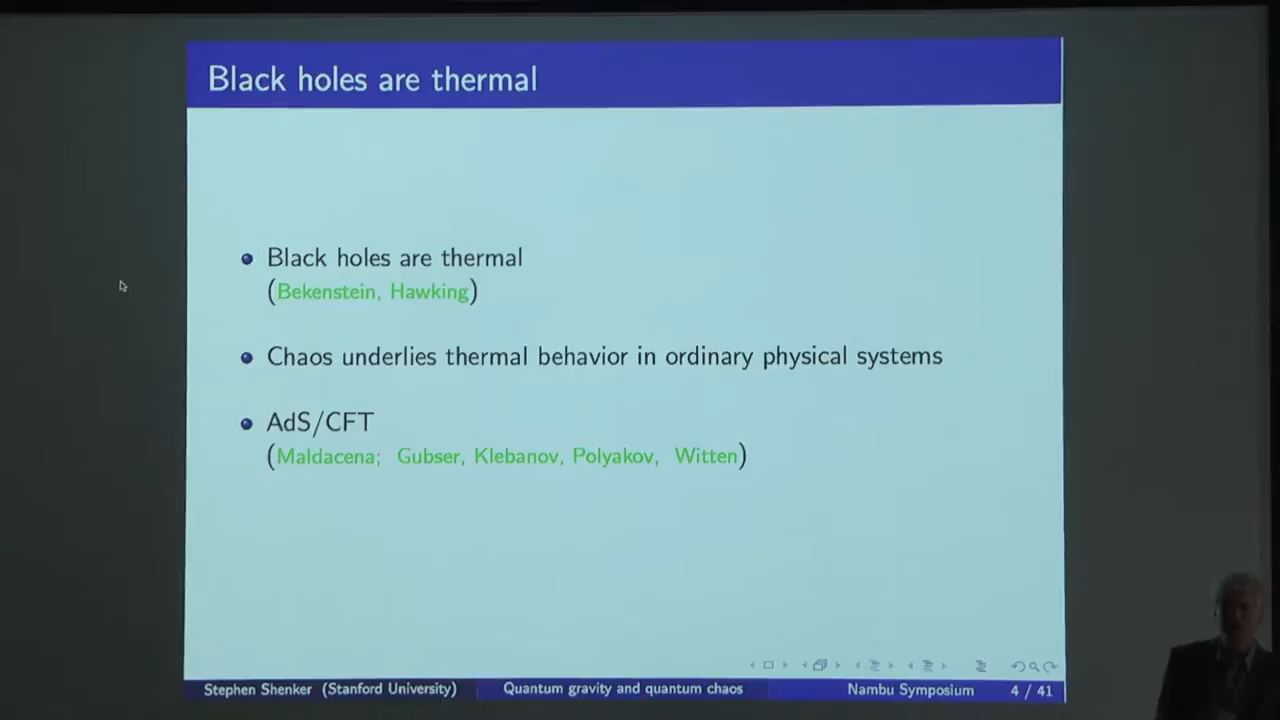 Black holes are thermal
Black holes are thermal
(Bekenstein, Hawking)
Chaos underlies thermal behavior in ordinary physical systems
AdS/CFT
(Maldacena; Gubser, Klebanov, Polyakov, Witten)
Stephen Shenker (Stanford University)
Quantum gravity and quantum chaos
Nambu Symposium
4 / 41